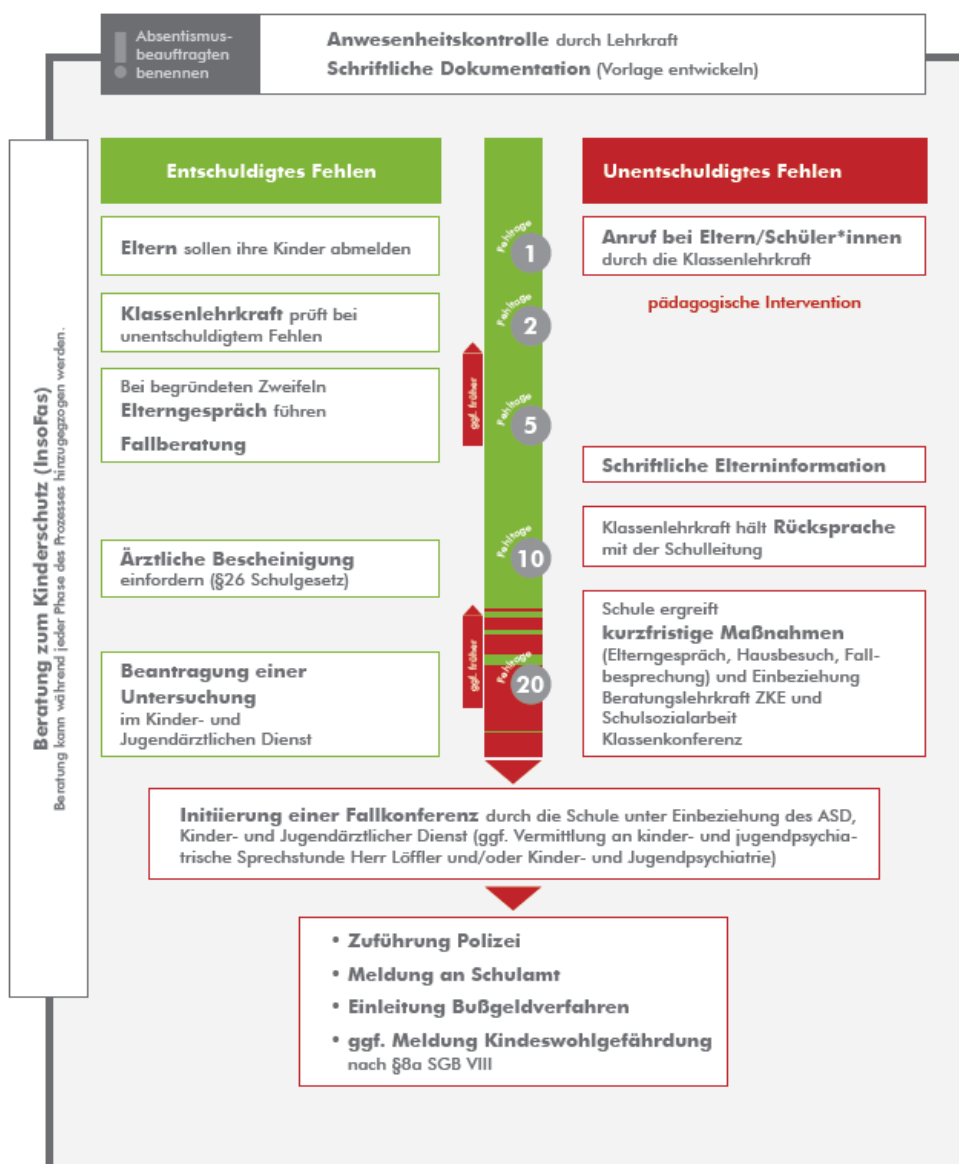 Absentismus-
beauftragten
benennen
Anwesenheitskontrolle durch Lehrkraft
Schriftliche Dokumentation (Vorlage entwickeln)
Beratung zum Kinderschutz (InsoFas)
Beratung kann während jeder Phase des Prozesses hinzugegzogen werden.
Entschuldigtes Fehlen
Eltern sollen ihre Kinder abmelden
Klassenlehrkraft prüft bei
unentschuldigtem Fehlen
Bei begründeten Zweifeln
Elterngespräch führen
Fallberatung
Ärztliche Bescheinigung
einfordern (§26 Schulgesetz)
Beantragung einer
Untersuchung
im Kinder- und
Jugendärztlichen Dienst
Fehltage
1
Fehltage
2
ggf. früher
Fehltage
5
Fehltage
10
ggf. früher
Fehltage
20
Unentschuldigtes Fehlen
Anruf bei Eltern/Schüler*innen
durch die Klassenlehrkraft
pädagogische Intervention
Schriftliche Elterninformation
Klassenlehrkraft hält Rücksprache
mit der Schulleitung
Schule ergreift
kurzfristige Maßnahmen
(Elterngespräch, Hausbesuch, Fall-
besprechung) und Einbeziehung
Beratungslehrkraft ZKE und
Schulsozialarbeit
Klassenkonferenz
Initiierung einer Fallkonferenz durch die Schule unter Einbeziehung des ASD,
Kinder- und Jugendärztlicher Dienst (ggf. Vermittlung an kinder- und jugendpsychia-
trische Sprechstunde Herr Löffler und/oder Kinder- und Jugendpsychiatrie)
• Zuführung Polizei
• Meldung an Schulamt
• Einleitung Bußgeldverfahren
• ggf. Meldung Kindeswohlgefährdung
nach §8a SGB VIII